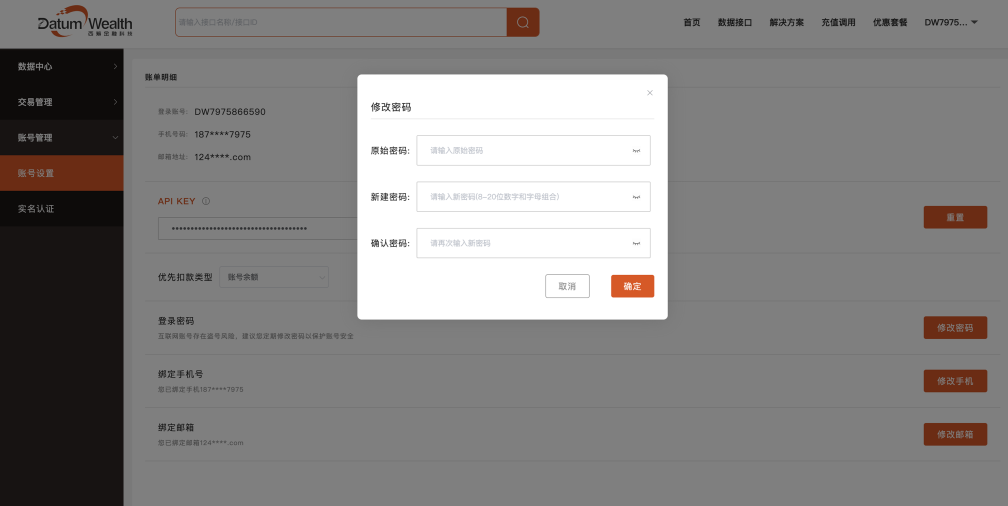 Datum Wealth
西部金融科技
请输入接口名称/接口ID
首页 数据接口 解决方案 充值调用 优惠套餐 DW7975...
数据中心
交易管理
账号管理
账号设置
实名认证
账单明细
登录账号: DW7975866590
手机号码: 187****7975
邮箱地址: 124****.com
API KEY
************************************
重置
优先扣款类型 账号余额
登录密码
互联网账号存在盗号风险，建议您定期修改密码以保护账号安全
修改密码
绑定手机号
您已绑定手机187****7975
修改手机
绑定邮箱
您已绑定邮箱124****.com
修改邮箱
修改密码
原始密码: 请输入原始密码
新建密码: 请输入新密码(8-20位数字和字母组合)
确认密码: 请再次输入新密码
取消 确定